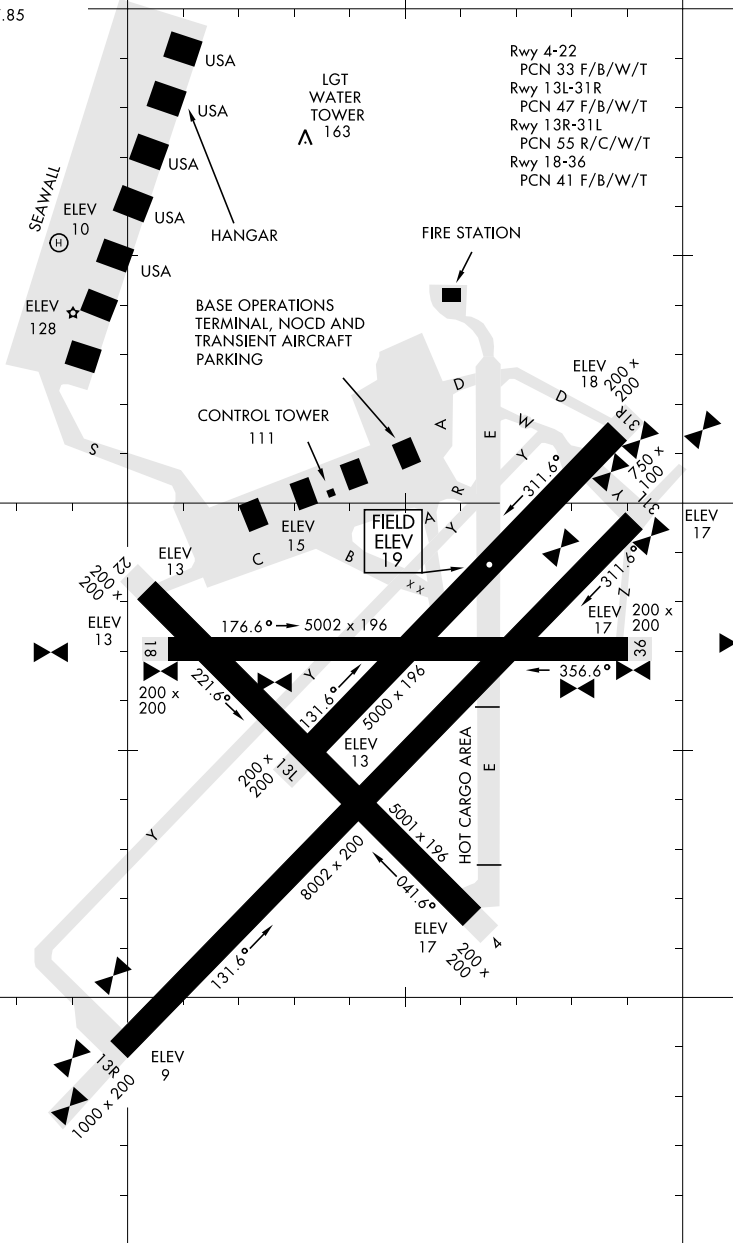 .85
USA
USA
USA
USA
USA
SEAWALL
ELEV
10
H
ELEV
128
HANGAR
LGT
WATER
TOWER
163
Rwy 4-22
PCN 33 F/B/W/T
Rwy 13L-31R
PCN 47 F/B/W/T
Rwy 13R-31L
PCN 55 R/C/W/T
Rwy 18-36
PCN 41 F/B/W/T
FIRE STATION
BASE OPERATIONS
TERMINAL, NOCD AND
TRANSIENT AIRCRAFT
PARKING
CONTROL TOWER
111
ELEV
18
200 x
200
31R
D
D
A
E
W
Y
R
A
Y
S
311.6°
750 x
100
Y
31L
ELEV
17
ELEV
15
FIELD
ELEV
19
C
B
x x
22
200 x
200
ELEV
13
311.6°
Z
ELEV
17
200 x
200
ELEV
13
18
176.6°
5002 x 196
36
356.6°
200 x
200
221.6°
Y
131.6°
5000 x 196
200 x
200
13L
ELEV
13
HOT CARGO AREA
E
Y
8002 x 200
5001 x 196
041.6°
ELEV
17
200 x
200
4
131.6°
13R
1000 x 200
ELEV
9